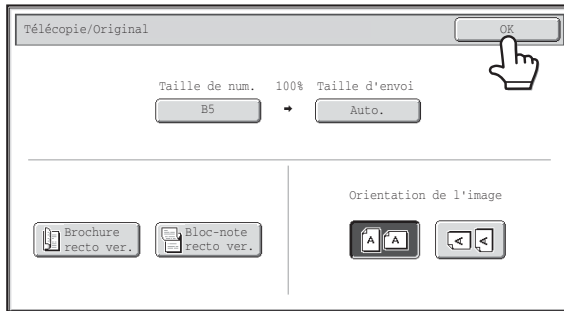 Télécopie/Original
OK
Taille de num. 100% Taille d'envoi
B5 → Auto.
Orientation de l'image
Brochure
recto ver.
Bloc-note
recto ver.
A A A A